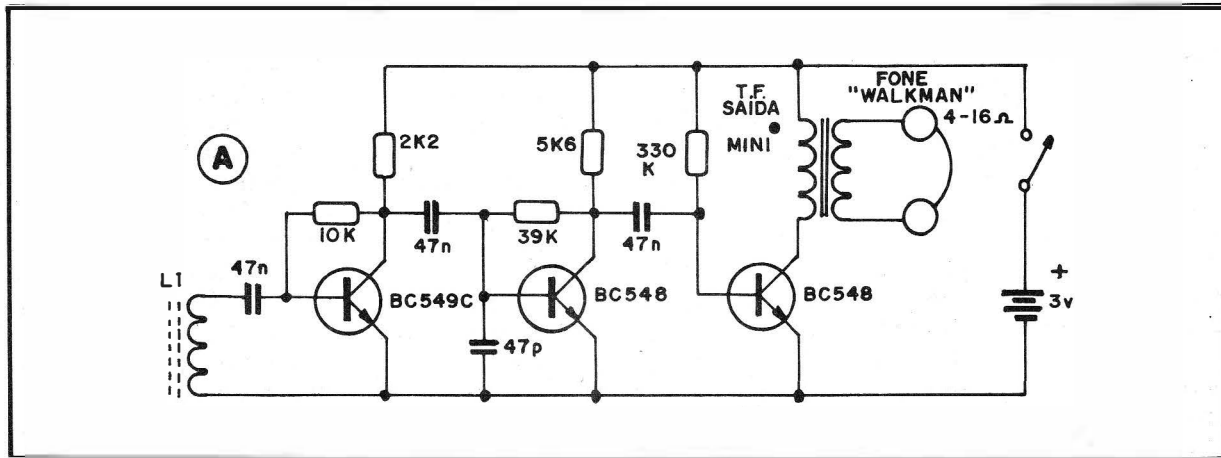 A
2K2
5K6
330
K
T.F.
SAIDA
MINI
FONE
"WALKMAN"
4-16Ω
10K
47n
39K
47n
L1
47n
BC549C
BC548
BC548
47p
+
3v